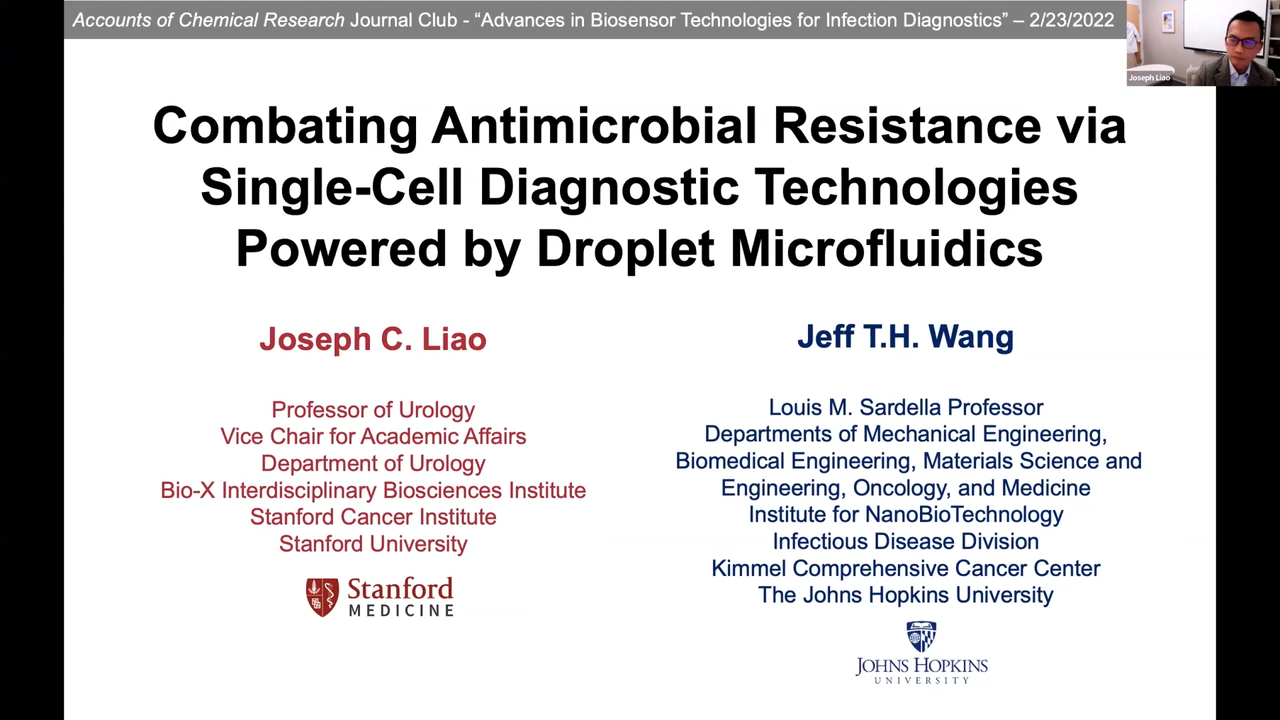 Accounts of Chemical Research Journal Club - “Advances in Biosensor Technologies for Infection Diagnostics” – 2/23/2022
Joseph Liao
Combating Antimicrobial Resistance via
Single-Cell Diagnostic Technologies
Powered by Droplet Microfluidics
Joseph C. Liao
Professor of Urology
Vice Chair for Academic Affairs
Department of Urology
Bio-X Interdisciplinary Biosciences Institute
Stanford Cancer Institute
Stanford University
Stanford
MEDICINE
Jeff T.H. Wang
Louis M. Sardella Professor
Departments of Mechanical Engineering,
Biomedical Engineering, Materials Science and
Engineering, Oncology, and Medicine
Institute for NanoBioTechnology
Infectious Disease Division
Kimmel Comprehensive Cancer Center
The Johns Hopkins University
JOHNS HOPKINS
UNIVERSITY